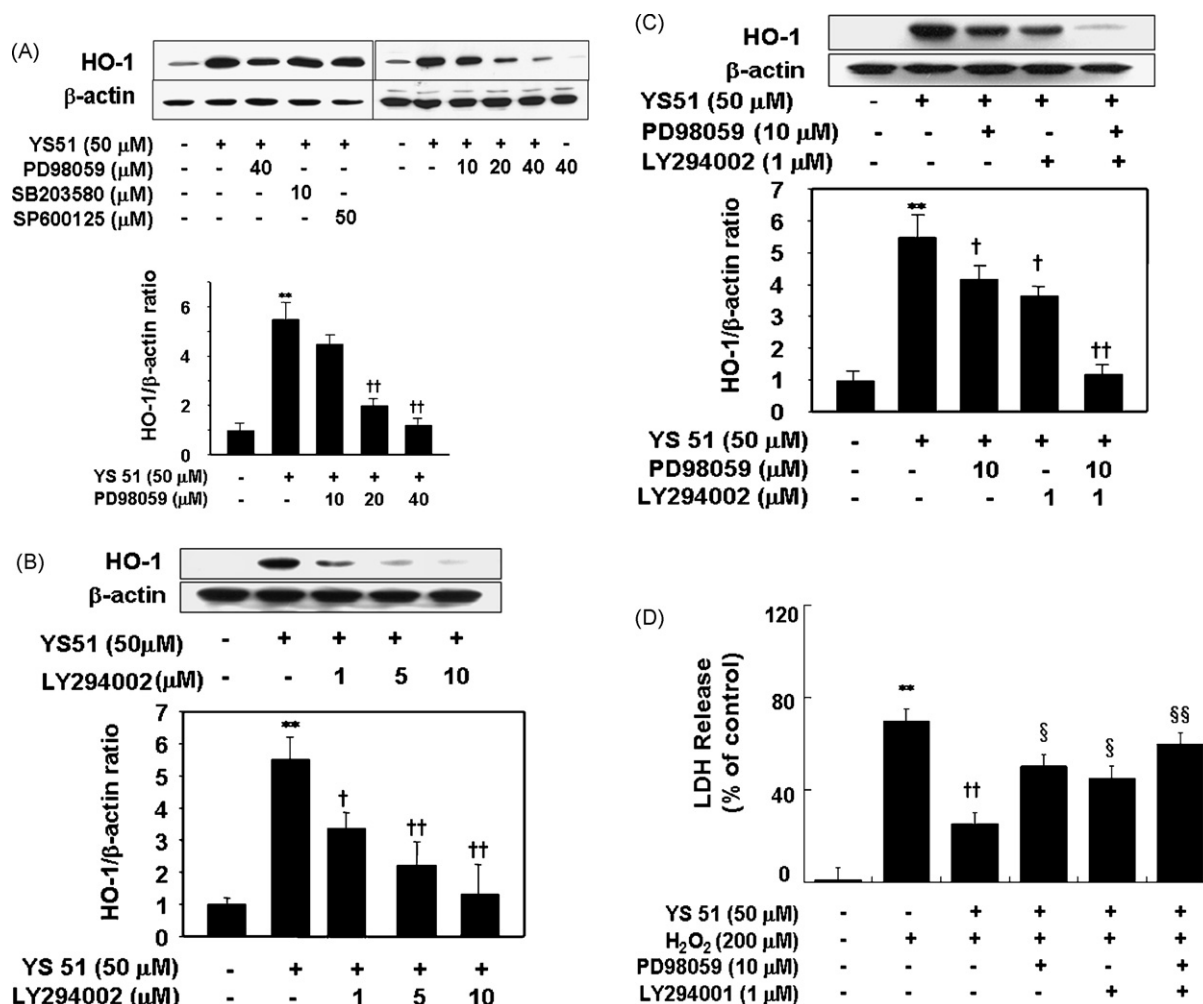 (A)
HO-1
β-actin
YS51 (50 μM) - + + + + - + + + + -
PD98059 (μM) - - 40 - - - - 10 20 40 40
SB203580 (μM) - - - 10 -
SP600125 (μM) - - - - 50
HO-1/β-actin ratio
6
4
2
0
**
††
††
YS 51 (50 μM) - + + + +
PD98059 (μM) - - 10 20 40
(B)
HO-1
β-actin
YS51 (50μM) - + + + +
LY294002 (μM) - - 1 5 10
HO-1/β-actin ratio
7
6
5
4
3
2
1
0
**
†
††
††
YS 51 (50 μM) - + + + +
LY294002 (μM) - - 1 5 10
(C)
HO-1
β-actin
YS51 (50 μM) - + + + +
PD98059 (10 μM) - - + - +
LY294002 (1 μM) - - - + +
HO-1/β-actin ratio
7
6
5
4
3
2
1
0
**
†
†
††
YS 51 (50 μM) - + + + +
PD98059 (μM) - - 10 - 10
LY294002 (μM) - - - 1 1
(D)
LDH Release
(% of control)
120
80
40
0
**
††
§
§
§§
YS 51 (50 μM) - - + + + +
H₂O₂ (200 μM) - + + + + +
PD98059 (10 μM) - - - + - +
LY294001 (1 μM) - - - - + +